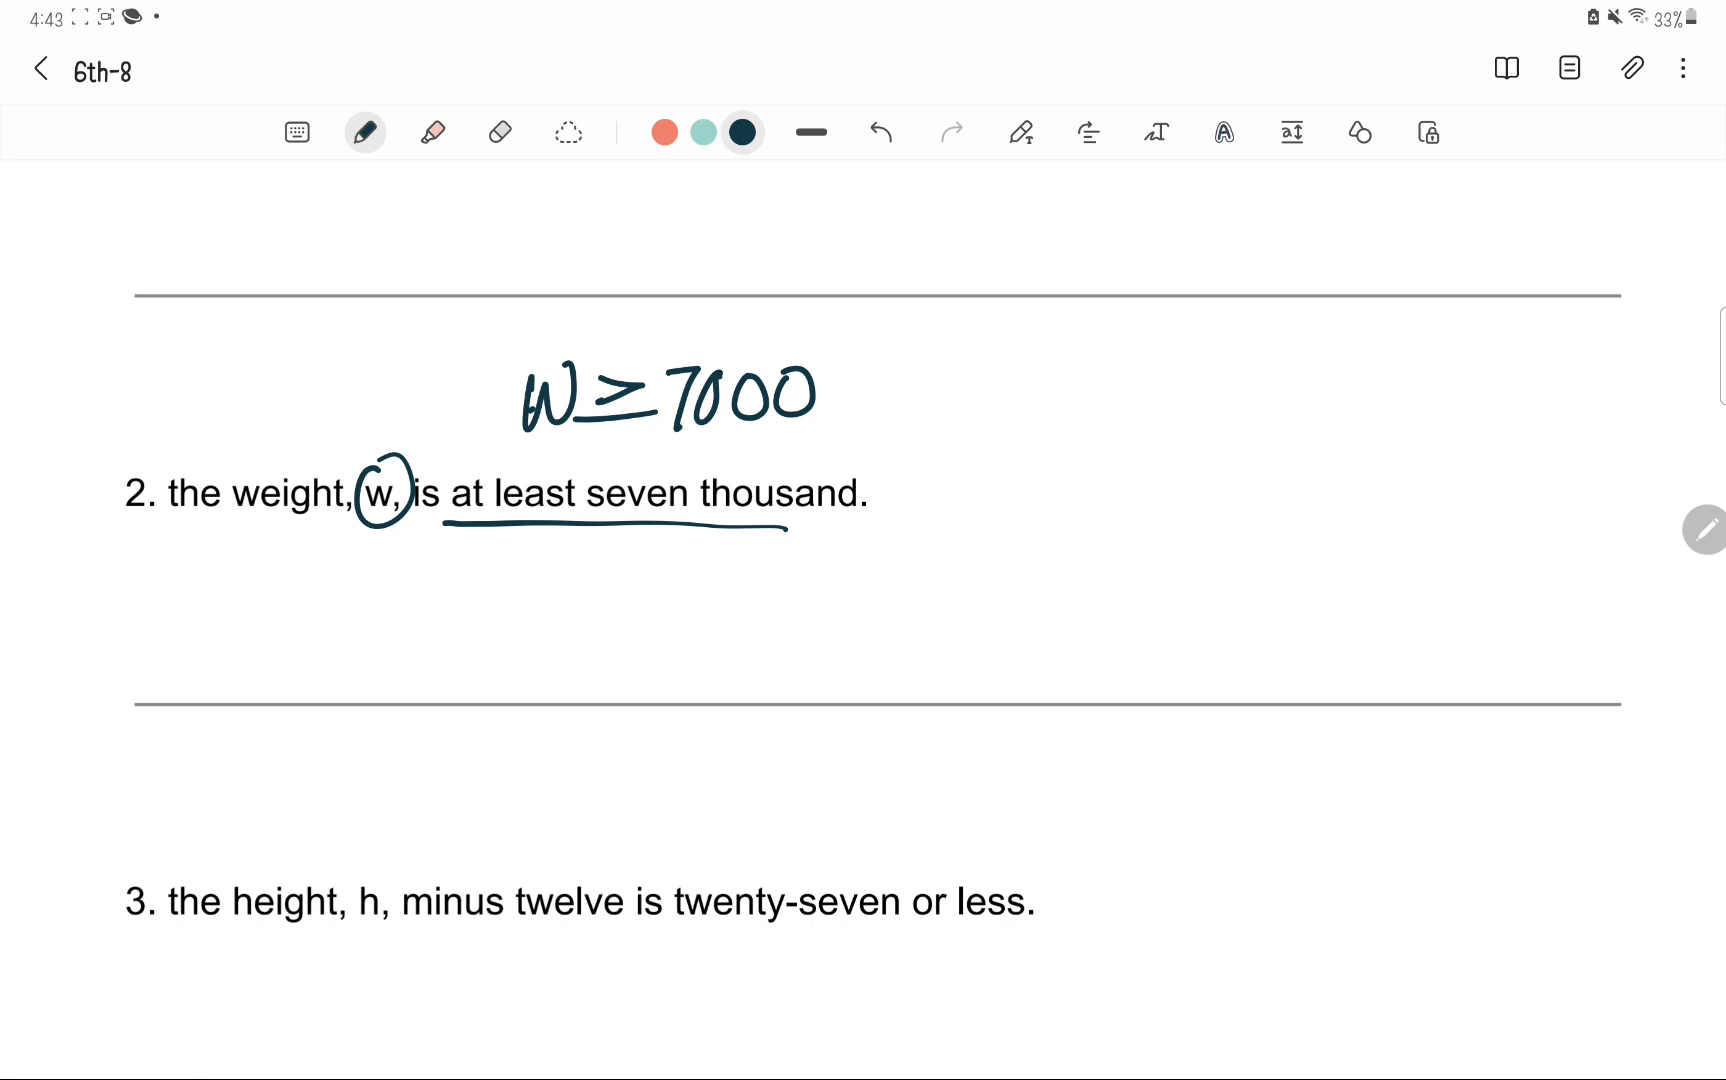 4:43
33%
6th-8
W ≥ 7000
2. the weight, w, is at least seven thousand.
3. the height, h, minus twelve is twenty-seven or less.